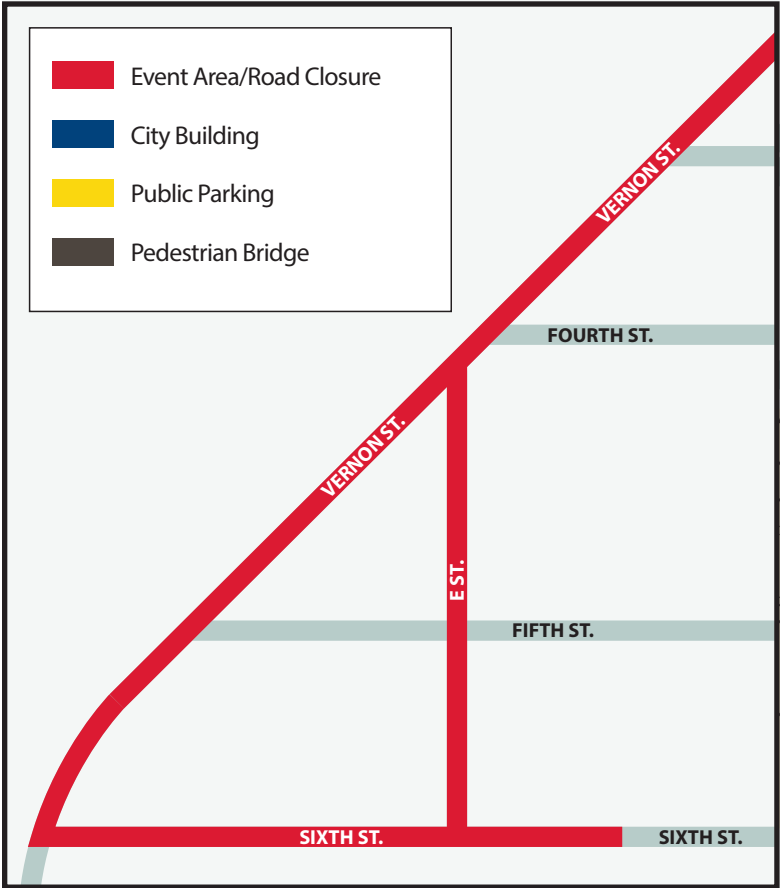 Event Area/Road Closure
City Building
Public Parking
Pedestrian Bridge
VERNON ST.
FOURTH ST.
VERNON ST.
E ST.
FIFTH ST.
SIXTH ST.
SIXTH ST.